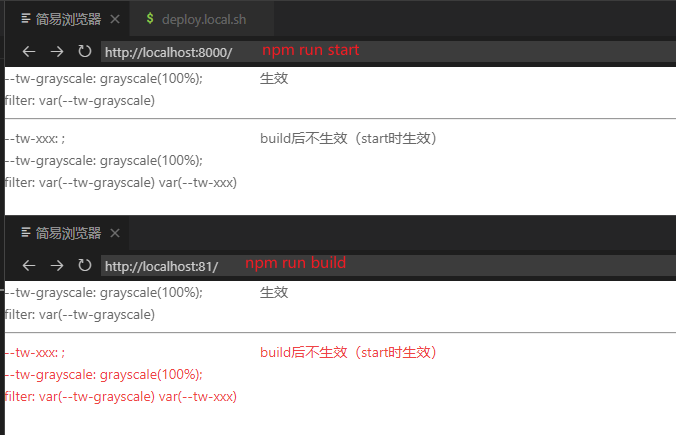 简易浏览器 deploy.local.sh
http://localhost:8000/ npm run start
--tw-grayscale: grayscale(100%); 生效
filter: var(--tw-grayscale)
--tw-xxx: ; build后不生效（start时生效）
--tw-grayscale: grayscale(100%);
filter: var(--tw-grayscale) var(--tw-xxx)
简易浏览器
http://localhost:81/ npm run build
--tw-grayscale: grayscale(100%); 生效
filter: var(--tw-grayscale)
--tw-xxx: ; build后不生效（start时生效）
--tw-grayscale: grayscale(100%);
filter: var(--tw-grayscale) var(--tw-xxx)